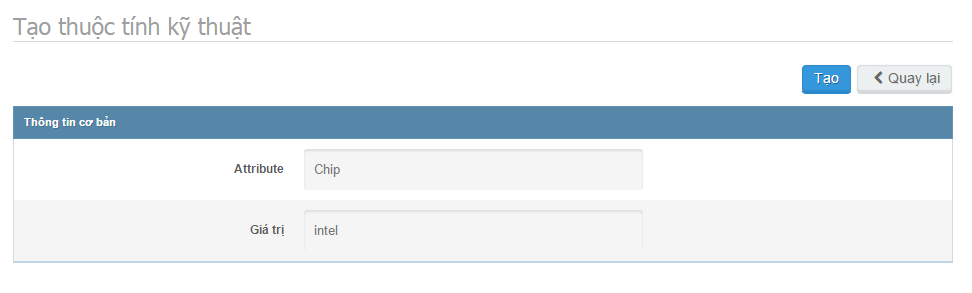 Tạo thuộc tính kỹ thuật
Tạo
Quay lại
Thông tin cơ bản
Attribute
Chip
Giá trị
intel